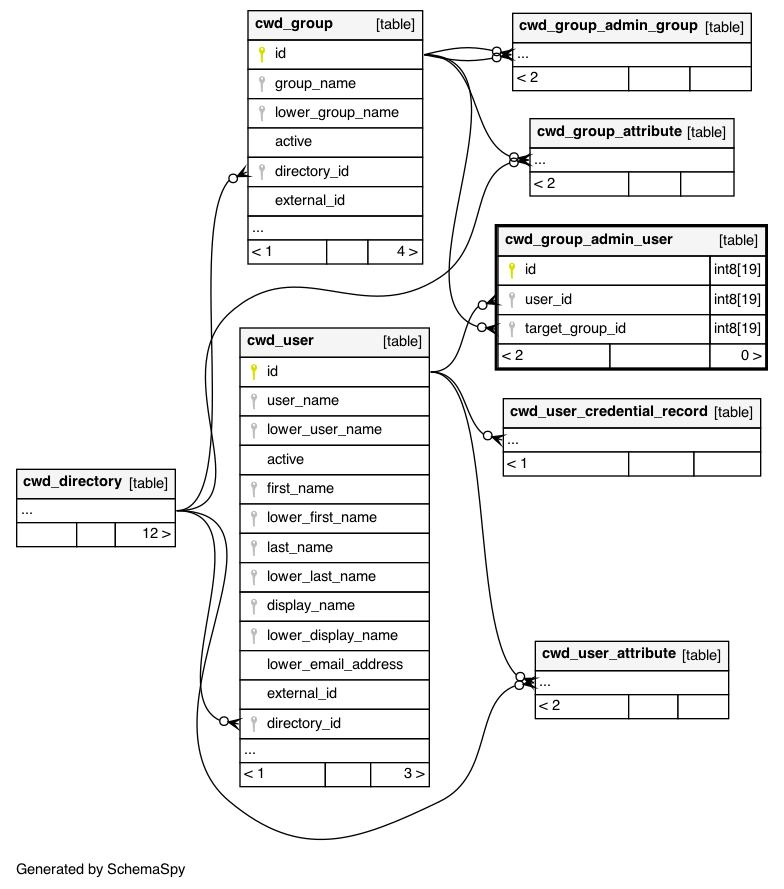 cwd_group [table]
id
group_name
lower_group_name
active
directory_id
external_id
...
< 1 4 >
cwd_group_admin_group [table]
...
< 2
cwd_group_attribute [table]
...
< 2
cwd_group_admin_user [table]
id int8[19]
user_id int8[19]
target_group_id int8[19]
< 2 0 >
cwd_user [table]
id
user_name
lower_user_name
active
first_name
lower_first_name
last_name
lower_last_name
display_name
lower_display_name
lower_email_address
external_id
directory_id
...
< 1 3 >
cwd_user_credential_record [table]
...
< 1
cwd_directory [table]
...
12 >
cwd_user_attribute [table]
...
< 2
Generated by SchemaSpy